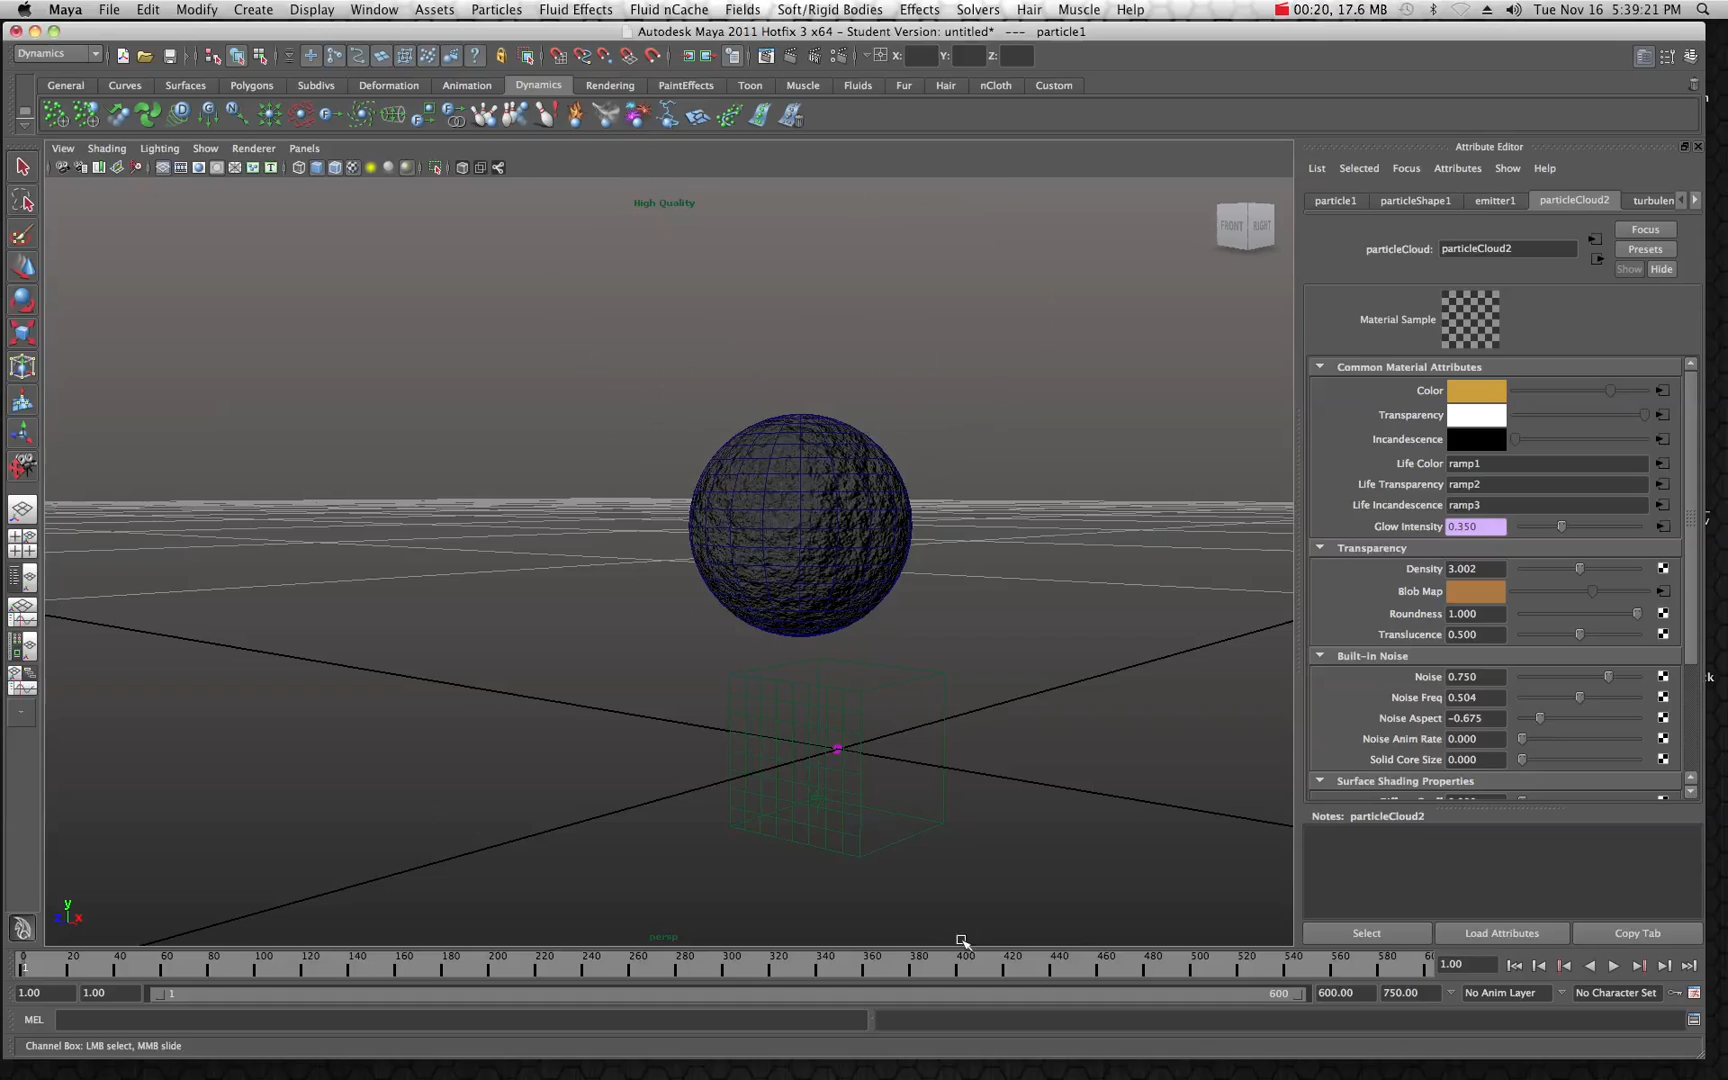 Maya File Edit Modify Create Display Window Assets Particles Fluid Effects Fluid nCache Fields Soft/Rigid Bodies Effects Solvers Hair Muscle Help 00:20, 17.6 MB Tue Nov 16 5:39:21 PM
Autodesk Maya 2011 Hotfix 3 x64 - Student Version: untitled* --- particle1
Dynamics X: Y: Z:
General Curves Surfaces Polygons Subdivs Deformation Animation Dynamics Rendering PaintEffects Toon Muscle Fluids Fur Hair nCloth Custom
View Shading Lighting Show Renderer Panels
High Quality
FRONT RIGHT
y
z x
persp
Attribute Editor
List Selected Focus Attributes Show Help
particle1 particleShape1 emitter1 particleCloud2 turbulen
Focus
particleCloud: particleCloud2 Presets
Show Hide
Material Sample
Common Material Attributes
Color
Transparency
Incandescence
Life Color ramp1
Life Transparency ramp2
Life Incandescence ramp3
Glow Intensity 0.350
Transparency
Density 3.002
Blob Map
Roundness 1.000
Translucence 0.500
Built-in Noise
Noise 0.750
Noise Freq 0.504
Noise Aspect -0.675
Noise Anim Rate 0.000
Solid Core Size 0.000
Surface Shading Properties
Notes: particleCloud2
Select Load Attributes Copy Tab
0 20 40 60 80 100 120 140 160 180 200 220 240 260 280 300 320 340 360 380 400 420 440 460 480 500 520 540 560 580 60
1 1.00
1.00 1.00 1 600 600.00 750.00 No Anim Layer No Character Set
MEL
Channel Box: LMB select, MMB slide